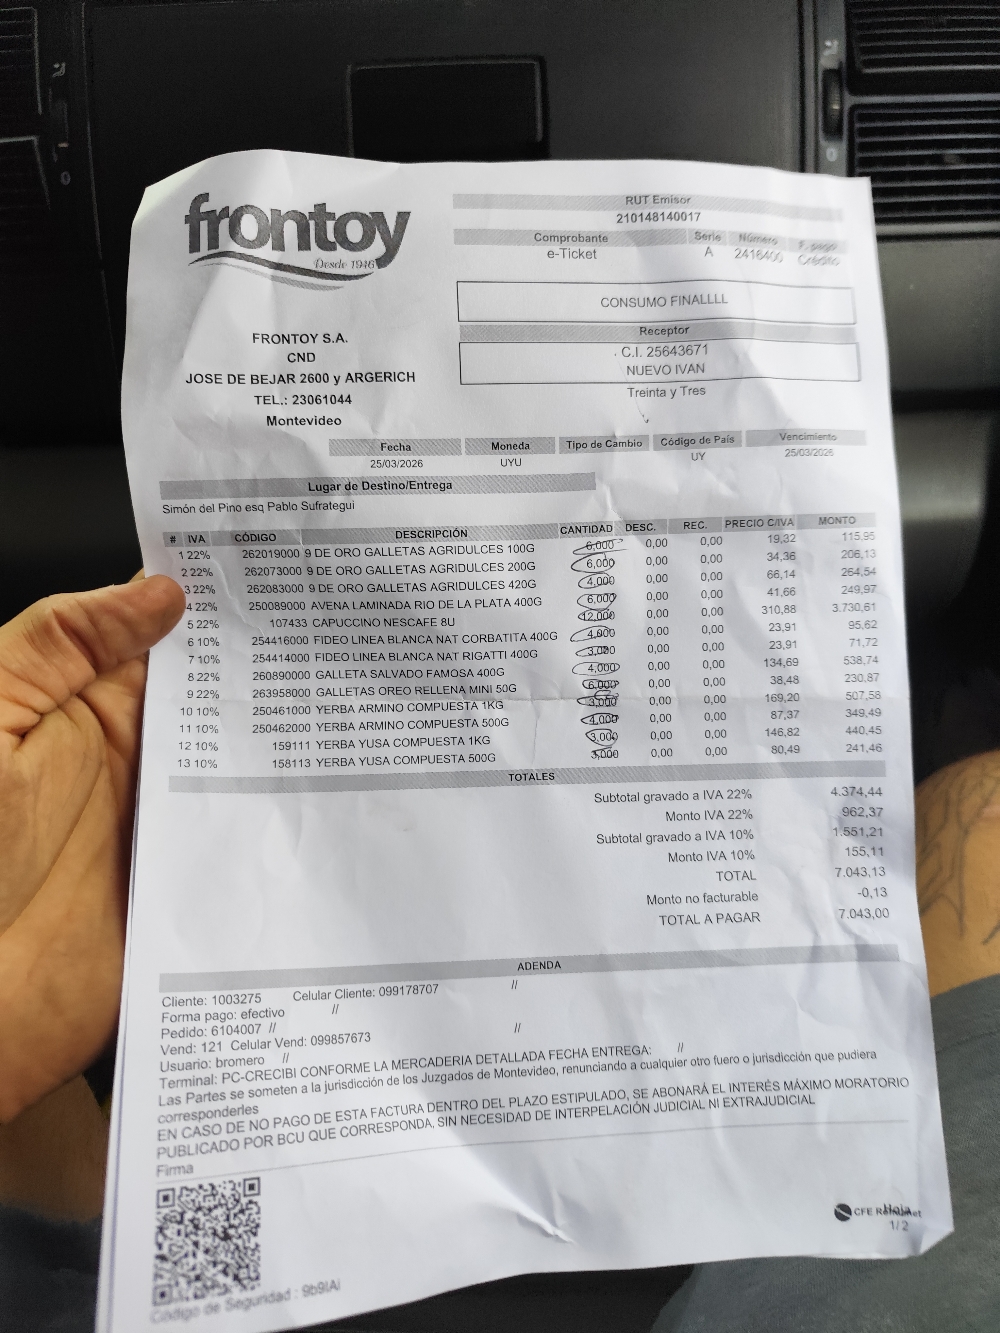 frontoy
Desde 1946
RUT Emisor
210148140017
Comprobante Serie Número F. pago
e-Ticket A 2416400 Crédito
CONSUMO FINALLLL
Receptor
C.I. 25643671
NUEVO IVAN
Treinta y Tres
FRONTOY S.A.
CND
JOSE DE BEJAR 2600 y ARGERICH
TEL.: 23061044
Montevideo
Fecha Moneda Tipo de Cambio Código de País Vencimiento
25/03/2026 UYU UY 25/03/2026
Lugar de Destino/Entrega
Simón del Pino esq Pablo Sufrategui
# IVA CÓDIGO DESCRIPCIÓN CANTIDAD DESC. REC. PRECIO C/IVA MONTO
1 22% 262019000 9 DE ORO GALLETAS AGRIDULCES 100G 6,000 0,00 0,00 19,32 115,95
2 22% 262073000 9 DE ORO GALLETAS AGRIDULCES 200G 6,000 0,00 0,00 34,36 206,13
3 22% 262083000 9 DE ORO GALLETAS AGRIDULCES 420G 4,000 0,00 0,00 66,14 264,54
4 22% 250089000 AVENA LAMINADA RIO DE LA PLATA 400G 6,000 0,00 0,00 41,66 249,97
5 22% 107433 CAPUCCINO NESCAFE 8U 12,000 0,00 0,00 310,88 3.730,61
6 10% 254416000 FIDEO LINEA BLANCA NAT CORBATITA 400G 4,000 0,00 0,00 23,91 95,62
7 10% 254414000 FIDEO LINEA BLANCA NAT RIGATTI 400G 3,000 0,00 0,00 23,91 71,72
8 22% 260890000 GALLETA SALVADO FAMOSA 400G 4,000 0,00 0,00 134,69 538,74
9 22% 263958000 GALLETAS OREO RELLENA MINI 50G 6,000 0,00 0,00 38,48 230,87
10 10% 250461000 YERBA ARMINO COMPUESTA 1KG 3,000 0,00 0,00 169,20 507,58
11 10% 250462000 YERBA ARMINO COMPUESTA 500G 4,000 0,00 0,00 87,37 349,49
12 10% 159111 YERBA YUSA COMPUESTA 1KG 3,000 0,00 0,00 146,82 440,45
13 10% 158113 YERBA YUSA COMPUESTA 500G 3,000 0,00 0,00 80,49 241,46
TOTALES
Subtotal gravado a IVA 22% 4.374,44
Monto IVA 22% 962,37
Subtotal gravado a IVA 10% 1.551,21
Monto IVA 10% 155,11
TOTAL 7.043,13
Monto no facturable -0,13
TOTAL A PAGAR 7.043,00
ADENDA
Cliente: 1003275 Celular Cliente: 099178707 //
Forma pago: efectivo //
Pedido: 6104007 //
Vend: 121 Celular Vend: 099857673 //
Usuario: bromero //
Terminal: PC-CRECIBI CONFORME LA MERCADERIA DETALLADA FECHA ENTREGA: //
Las Partes se someten a la jurisdicción de los Juzgados de Montevideo, renunciando a cualquier otro fuero o jurisdicción que pudiera
corresponderles
EN CASO DE NO PAGO DE ESTA FACTURA DENTRO DEL PLAZO ESTIPULADO, SE ABONARÁ EL INTERÉS MÁXIMO MORATORIO
PUBLICADO POR BCU QUE CORRESPONDA. SIN NECESIDAD DE INTERPELACIÓN JUDICIAL NI EXTRAJUDICIAL
Firma
CFE
Hoja
1/ 2
Código de Seguridad :